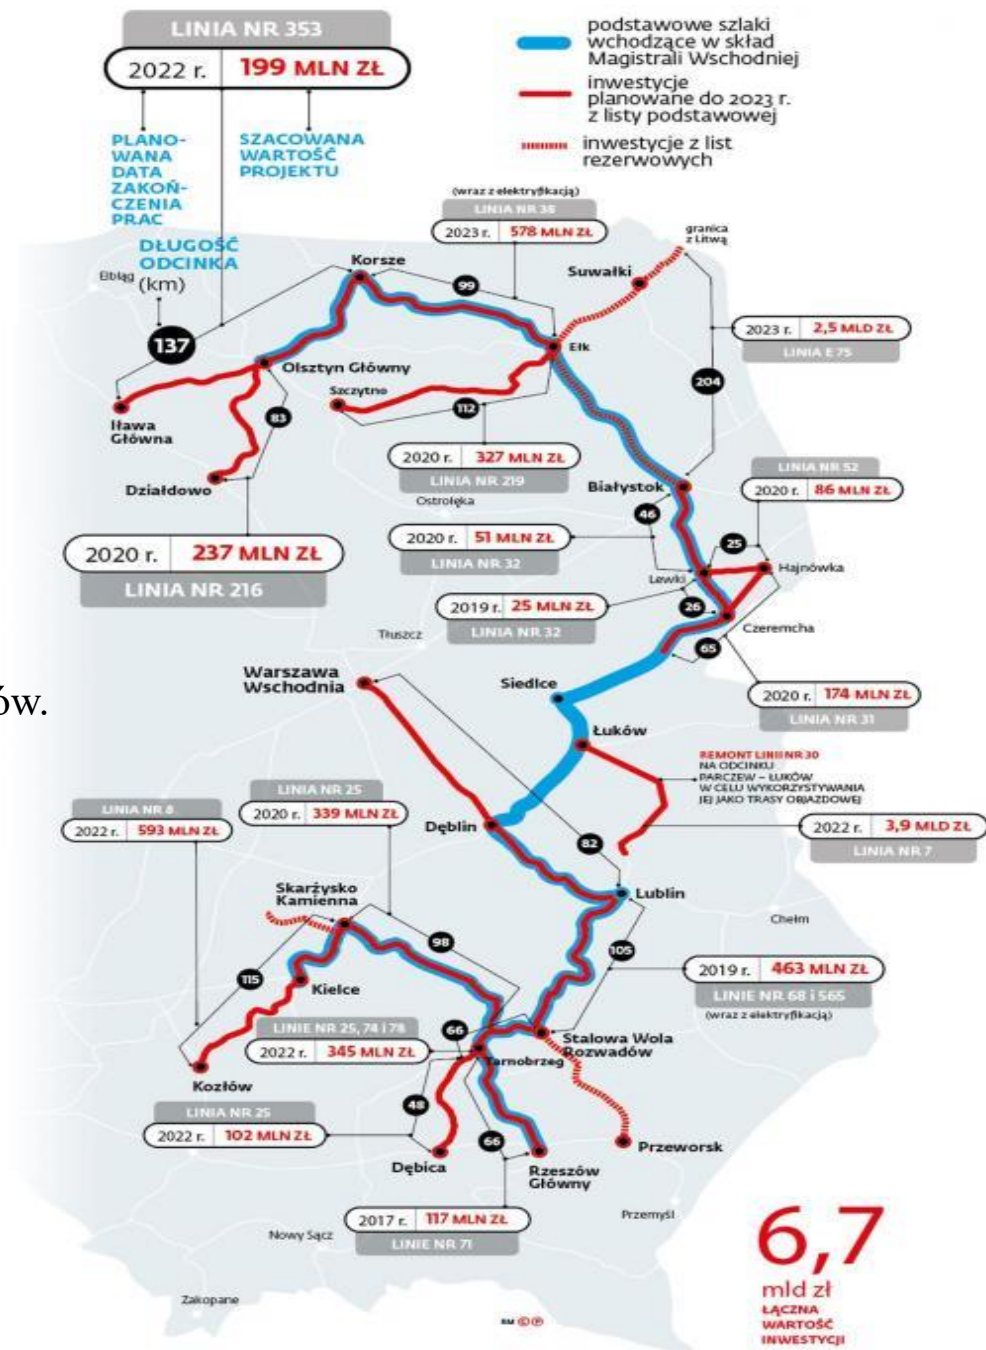 LINIA NR 353
2022 r. 199 MLN ZŁ
PLANO-
WANA
DATA
ZAKOŃ-
CZENIA
PRAC
SZACOWANA
WARTOŚĆ
PROJEKTU
DŁUGOŚĆ
ODCINKA
(km)
podstawowe szlaki
wchodzące w skład
Magistrali Wschodniej
inwestycje
planowane do 2023 r.
z listy podstawowej
inwestycje z list
rezerwowych
(wraz z elektryfikacją)
LINIA NR 38
2023 r. 578 MLN ZŁ
granica
z Litwą
Elbląg
Korsze
99
Suwałki
137
2023 r. 2,5 MLD ZŁ
LINIA E 75
Olsztyn Główny
Ełk
204
Szczytno
Iława
Główna
83
112
2020 r. 327 MLN ZŁ
LINIA NR 219
Działdowo
Białystok
LINIA NR 52
2020 r. 86 MLN ZŁ
Ostrołęka
46
2020 r. 237 MLN ZŁ
LINIA NR 216
2020 r. 51 MLN ZŁ
LINIA NR 32
25
Lewki
Hajnówka
2019 r. 25 MLN ZŁ
LINIA NR 32
26
Czeremcha
Tłuszcz
65
Warszawa
Wschodnia
Siedlce
2020 r. 174 MLN ZŁ
LINIA NR 31
ów.
Łuków
REMONT LINII NR 30
NA ODCINKU
PARCZEW – ŁUKÓW
W CELU WYKORZYSTYWANIA
JEJ JAKO TRASY OBJAZDOWEJ
LINIA NR 25
2020 r. 339 MLN ZŁ
LINIA NR 8
2022 r. 593 MLN ZŁ
Dęblin
82
2022 r. 3,9 MLD ZŁ
LINIA NR 7
Skarżysko
Kamienna
Lublin
Chełm
98
105
115
Kielce
2019 r. 463 MLN ZŁ
LINIE NR 68 i 565
(wraz z elektryfikacją)
LINIE NR 25, 74 i 78
2022 r. 345 MLN ZŁ
66
Stalowa Wola
Rozwadów
Tarnobrzeg
Kozłów
LINIA NR 25
2022 r. 102 MLN ZŁ
48
66
Dębica
Rzeszów
Główny
Przeworsk
2017 r. 117 MLN ZŁ
LINIE NR 71
Przemyśl
Nowy Sącz
Zakopane
6,7
mld zł
ŁĄCZNA
WARTOŚĆ
INWESTYCJI
RM © ℗